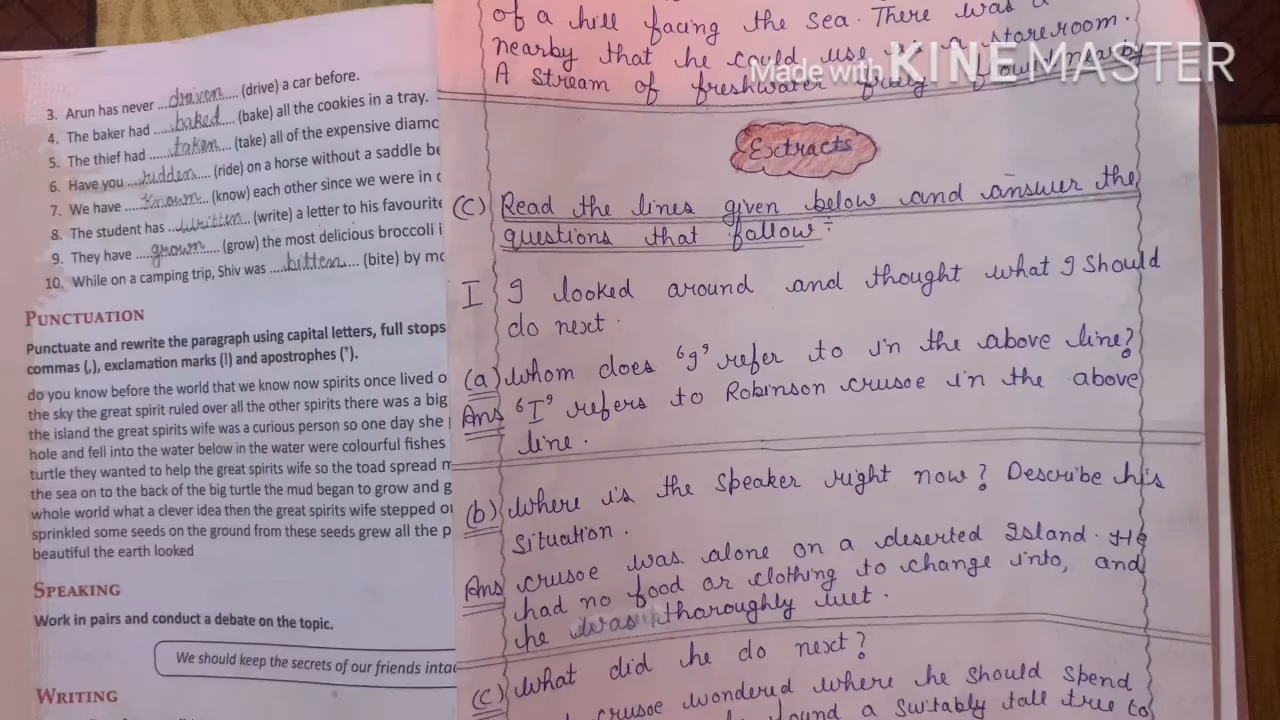 3. Arun has never ...driven... (drive) a car before.
4. The baker had ...baked... (bake) all the cookies in a tray.
5. The thief had ...taken... (take) all of the expensive diamo
6. Have you ...ridden... (ride) on a horse without a saddle be
7. We have ...known... (know) each other since we were in
8. The student has ...written... (write) a letter to his favourite
9. They have ...grown... (grow) the most delicious broccoli i
10. While on a camping trip, Shiv was ...bitten... (bite) by mo
PUNCTUATION
Punctuate and rewrite the paragraph using capital letters, full stops
commas (,), exclamation marks (!) and apostrophes (').
do you know before the world that we know now spirits once lived o
the sky the great spirit ruled over all the other spirits there was a big
the island the great spirits wife was a curious person so one day she
hole and fell into the water below in the water were colourful fishes
turtle they wanted to help the great spirits wife so the toad spread m
the sea on to the back of the big turtle the mud began to grow and g
whole world what a clever idea then the great spirits wife stepped o
sprinkled some seeds on the ground from these seeds grew all the p
beautiful the earth looked
SPEAKING
Work in pairs and conduct a debate on the topic.
We should keep the secrets of our friends intac
WRITING
of a hill facing the sea. There was a
nearby that he could use as a storeroom.
A stream of freshwater nearby
Made with KINEMASTER
Extracts
(C) Read the lines given below and answer the
questions that follow:-
I I looked around and thought what I should
do next.
(a) Whom does 'I' refer to in the above line?
Ans 'I' refers to Robinson crusoe in the above
line.
(b) Where is the speaker right now? Describe his
situation.
Ans crusoe was alone on a deserted Island. He
had no food or clothing to change into, and
he was thoroughly wet.
(c) What did he do next?
crusoe wondered where he should spend
found a suitably tall tree to